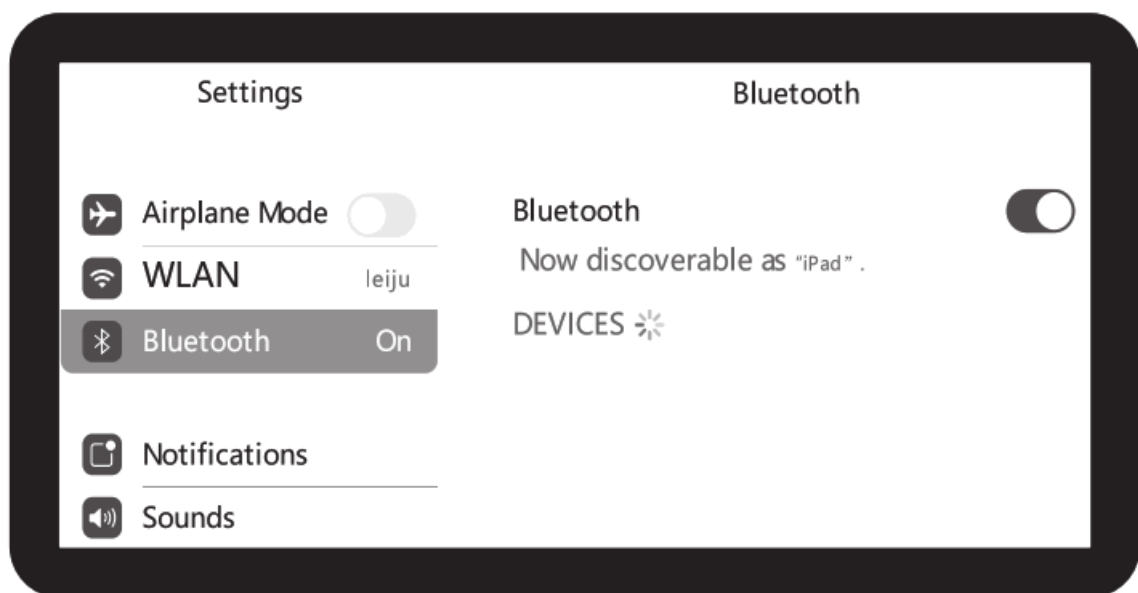 Settings
Airplane Mode
WLAN leiju
Bluetooth On
Notifications
Sounds
Bluetooth
Bluetooth
Now discoverable as “iPad”.
DEVICES